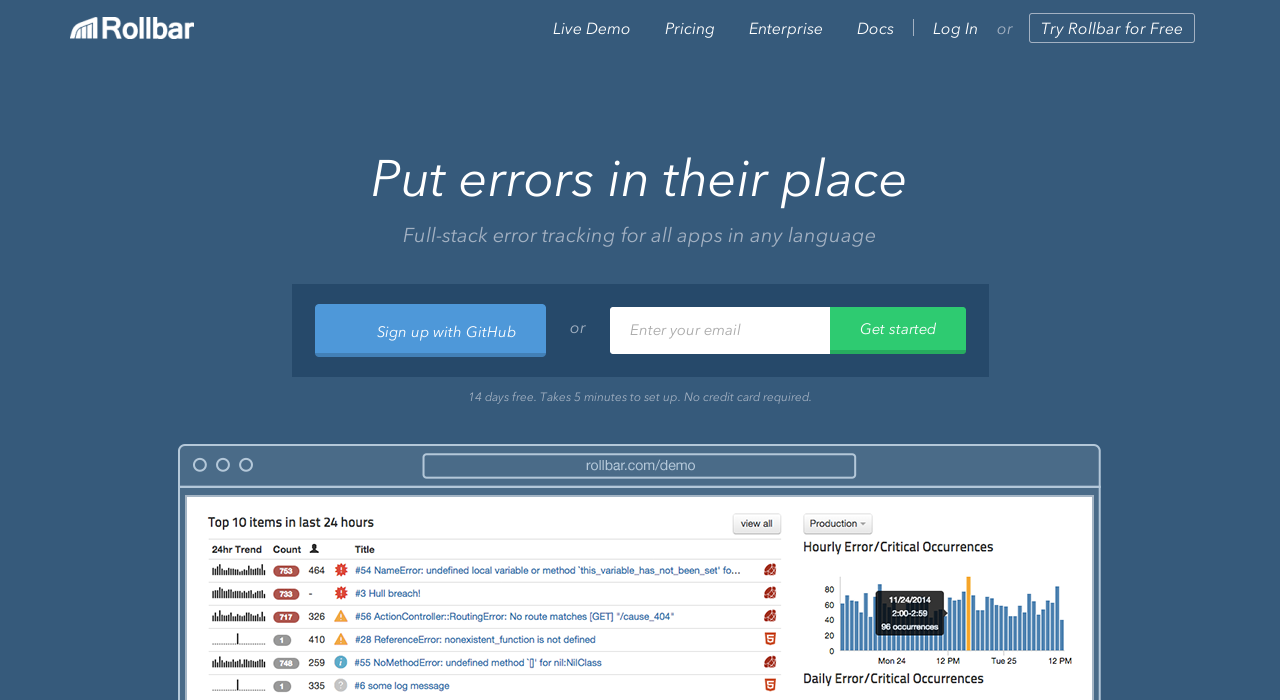 Rollbar
Live Demo Pricing Enterprise Docs Log In or Try Rollbar for Free
Put errors in their place
Full-stack error tracking for all apps in any language
Sign up with GitHub or Enter your email Get started
14 days free. Takes 5 minutes to set up. No credit card required.
rollbar.com/demo
Top 10 items in last 24 hours
view all
24hr Trend Count Title
753 464 #54 NameError: undefined local variable or method `this_variable_has_not_been_set' fo...
733 - #3 Hull breach!
717 326 #56 ActionController::RoutingError: No route matches [GET] "/cause_404"
1 410 #28 ReferenceError: nonexistent_function is not defined
748 259 #55 NoMethodError: undefined method `[]' for nil:NilClass
1 335 #6 some log message
Production
Hourly Error/Critical Occurrences
80
60
40
20
0
11/24/2014
2:00-2:59
96 occurrences
Mon 24 12 PM Tue 25 12 PM
Daily Error/Critical Occurrences